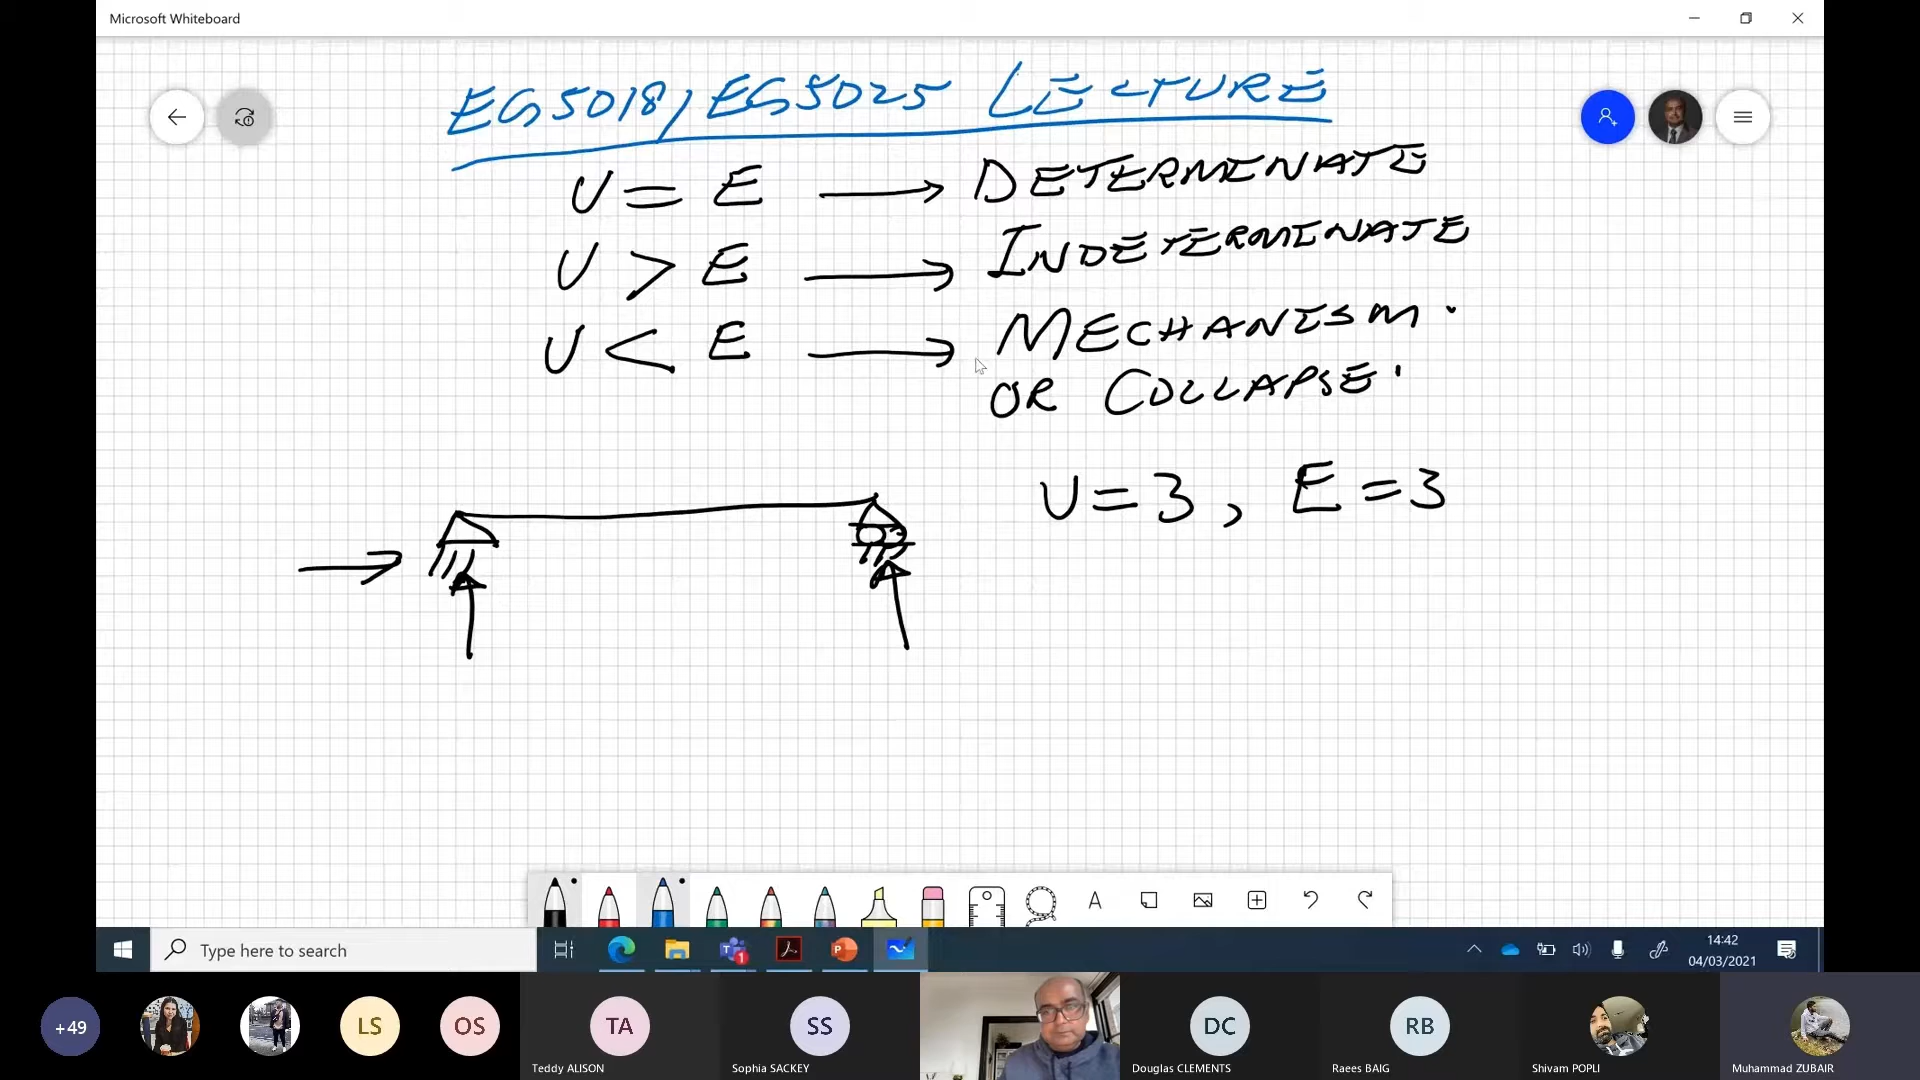 Microsoft Whiteboard
EG5018, EG5025 LECTURE
U = E → DETERMINATE
U > E → INDETERMINATE
U < E → MECHANISM.
OR COLLAPSE.
U = 3, E = 3
A
Type here to search
1
14:42
04/03/2021
+49
LS
OS
TA
SS
DC
RB
Teddy ALISON
Sophia SACKEY
Douglas CLEMENTS
Raees BAIG
Shivam POPLI
Muhammad ZUBAIR